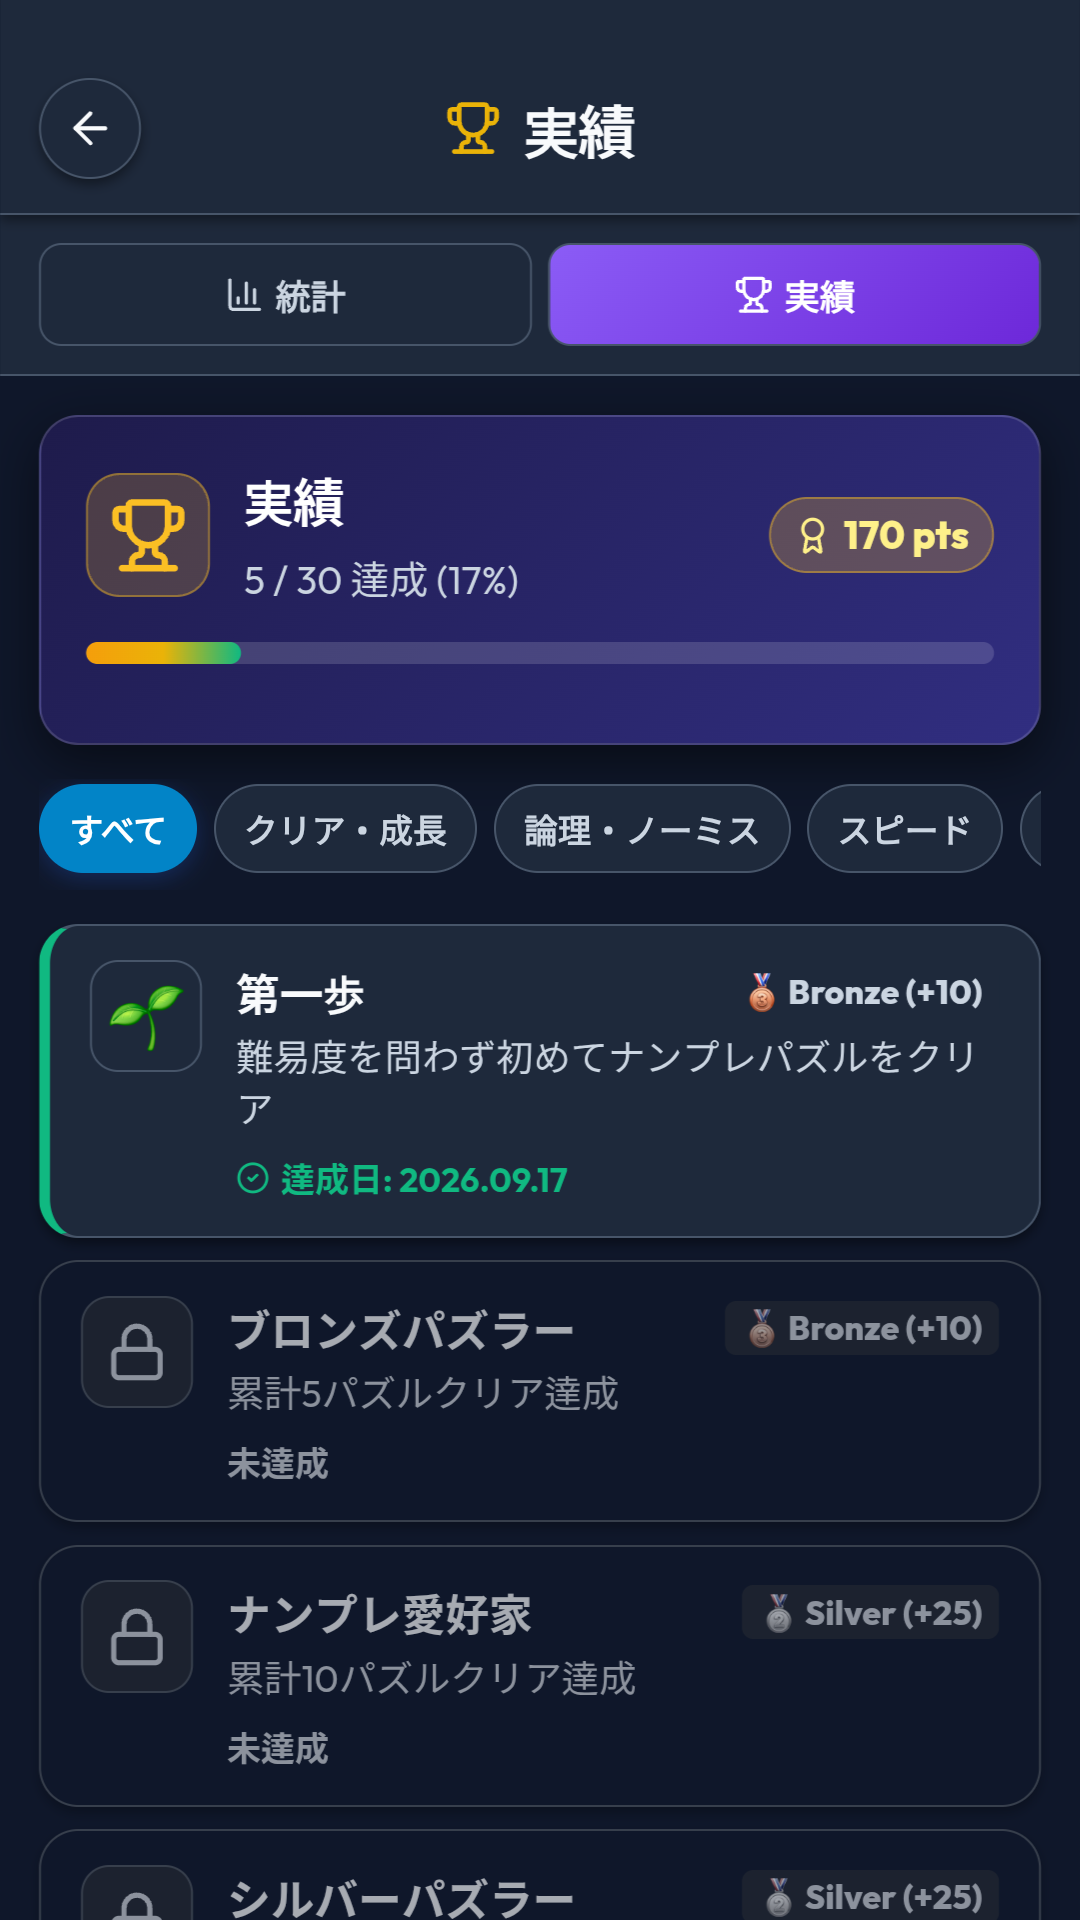 実績
統計
実績
実績
5 / 30 達成 (17%)
170 pts
すべて
クリア・成長
論理・ノーミス
スピード
第一歩
Bronze (+10)
難易度を問わず初めてナンプレパズルをクリ
ア
達成日: 2026.09.17
ブロンズパズラー
Bronze (+10)
累計5パズルクリア達成
未達成
ナンプレ愛好家
Silver (+25)
累計10パズルクリア達成
未達成
シルバーパズラー
Silver (+25)